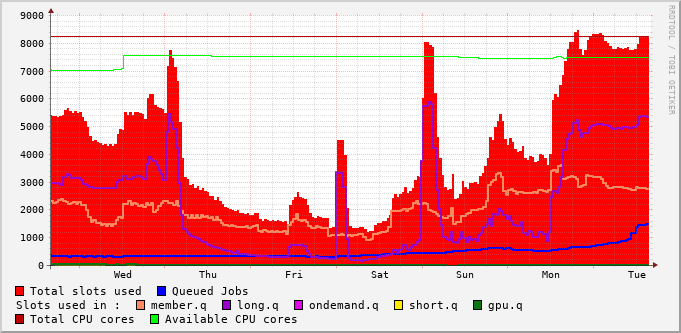 9000
8000
7000
6000
5000
4000
3000
2000
1000
0
Wed Thu Fri Sat Sun Mon Tue
RRDTOOL / TOBI OETIKER
Total slots used Queued Jobs
Slots used in : member.q long.q ondemand.q short.q gpu.q
Total CPU cores Available CPU cores